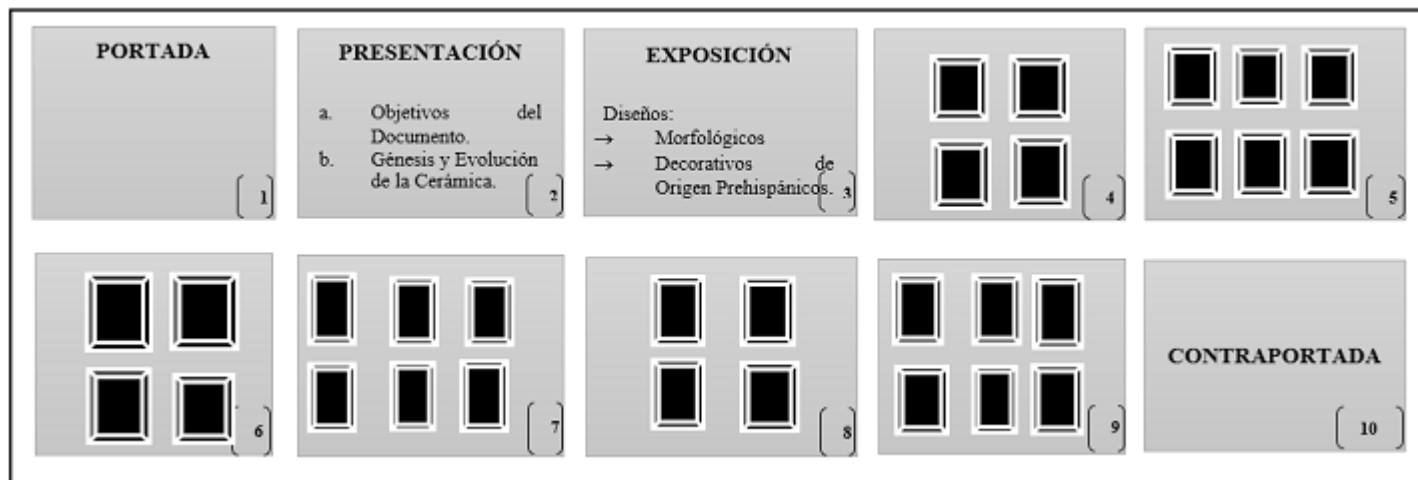 PORTADA
1
PRESENTACIÓN
a. Objetivos del
Documento.
b. Génesis y Evolución
de la Cerámica.
2
EXPOSICIÓN
Diseños:
→ Morfológicos
→ Decorativos de
Origen Prehispánicos.
3
4
5
6
7
8
9
CONTRAPORTADA
10